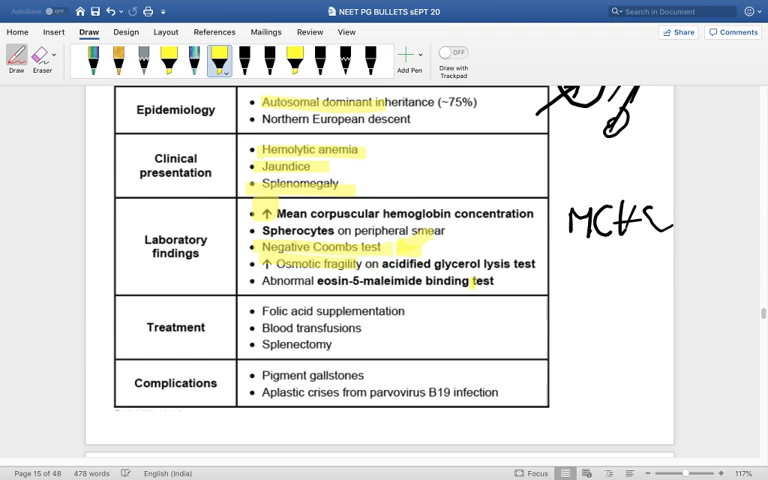 AutoSave OFF
NEET PG BULLETS sEPT 20
Search in Document
Home Insert Draw Design Layout References Mailings Review View Share Comments
Draw Eraser Add Pen Draw with Trackpad OFF
Epidemiology
• Autosomal dominant inheritance (~75%)
• Northern European descent
Clinical presentation
• Hemolytic anemia
• Jaundice
• Splenomegaly
Laboratory findings
• ↑ Mean corpuscular hemoglobin concentration
• Spherocytes on peripheral smear
• Negative Coombs test
• ↑ Osmotic fragility on acidified glycerol lysis test
• Abnormal eosin-5-maleimide binding test
MCHC
Treatment
• Folic acid supplementation
• Blood transfusions
• Splenectomy
Complications
• Pigment gallstones
• Aplastic crises from parvovirus B19 infection
Page 15 of 48 478 words English (India) Focus 117%